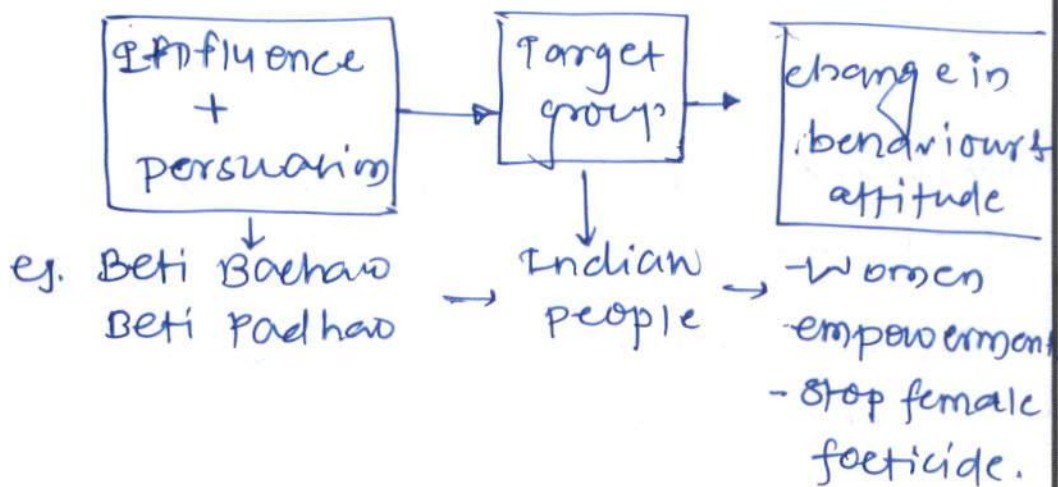 Influence
+
persuasion
Target
group
change in
behaviour &
attitude
eg. Beti Bachao
Beti Padhao
Indian
people
- Women
- empowerment
- Stop female
foeticide.